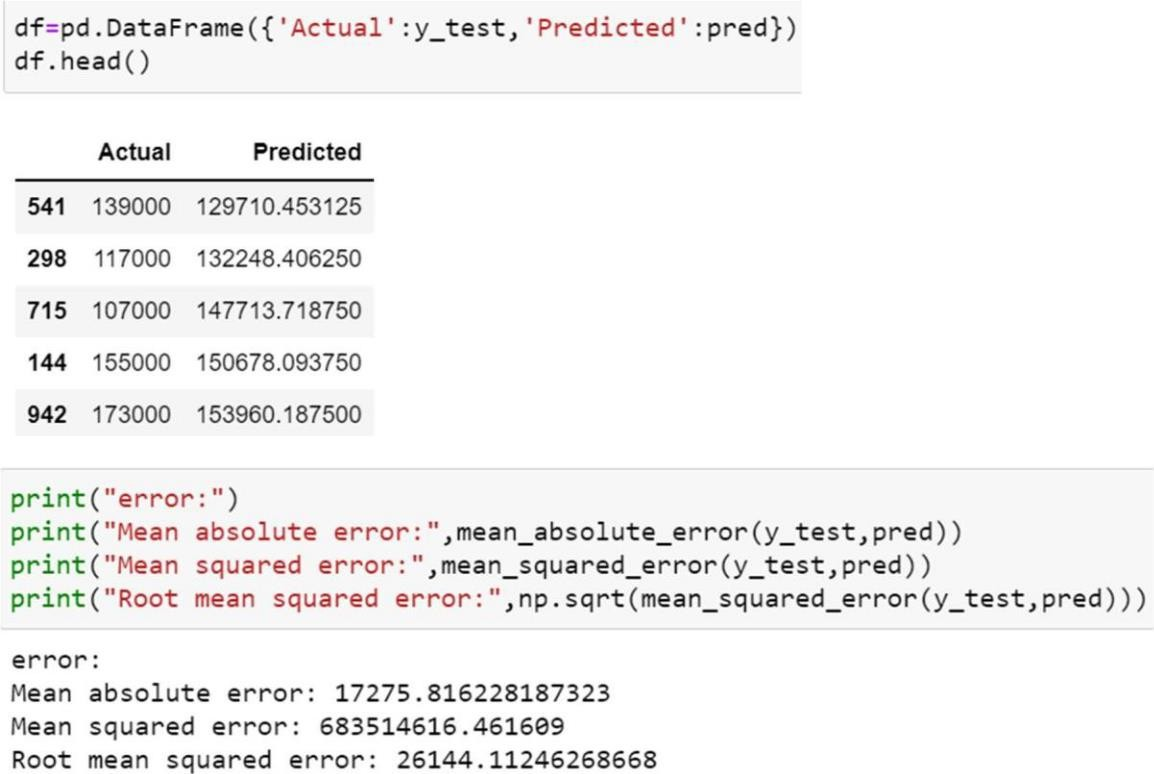 df=pd.DataFrame({'Actual':y_test,'Predicted':pred})
df.head()
Actual Predicted
541 139000 129710.453125
298 117000 132248.406250
715 107000 147713.718750
144 155000 150678.093750
942 173000 153960.187500
print("error:")
print("Mean absolute error:",mean_absolute_error(y_test,pred))
print("Mean squared error:",mean_squared_error(y_test,pred))
print("Root mean squared error:",np.sqrt(mean_squared_error(y_test,pred)))
error:
Mean absolute error: 17275.816228187323
Mean squared error: 683514616.461609
Root mean squared error: 26144.11246268668